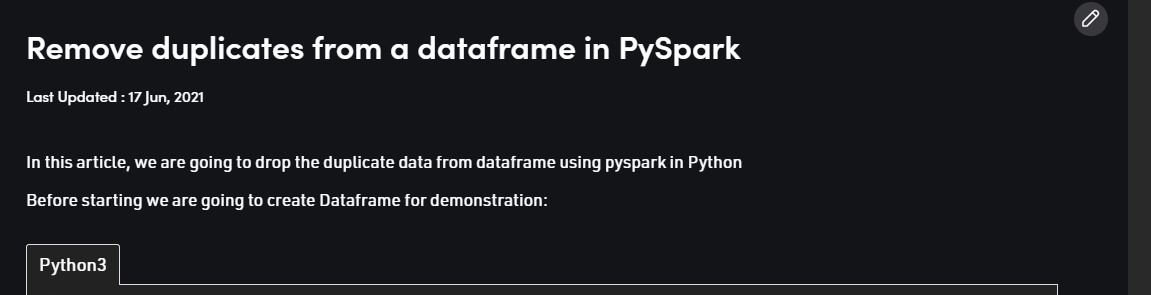 Remove duplicates from a dataframe in PySpark
Last Updated : 17 Jun, 2021
In this article, we are going to drop the duplicate data from dataframe using pyspark in Python
Before starting we are going to create Dataframe for demonstration:
Python3